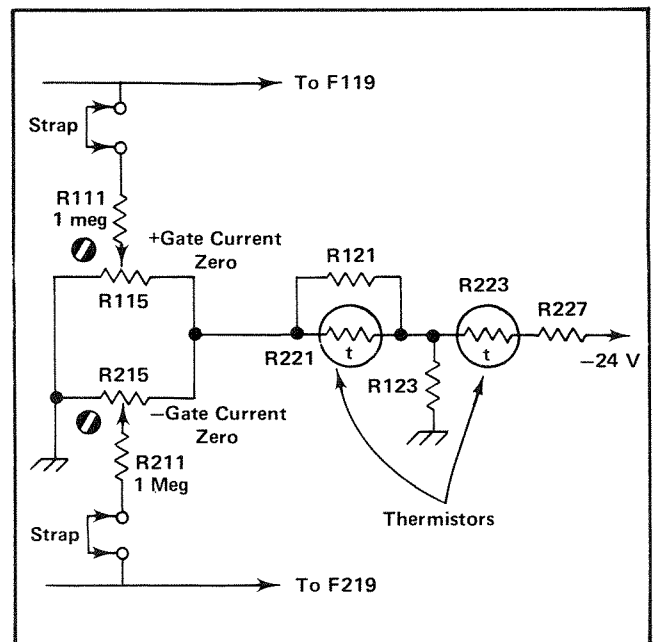 To F119
Strap
R111
1 meg
+Gate Current
Zero
R115
R121
R223
R227
R221
t
t
−24 V
R123
R215
−Gate Current
Zero
R211
1 Meg
Thermistors
Strap
To F219